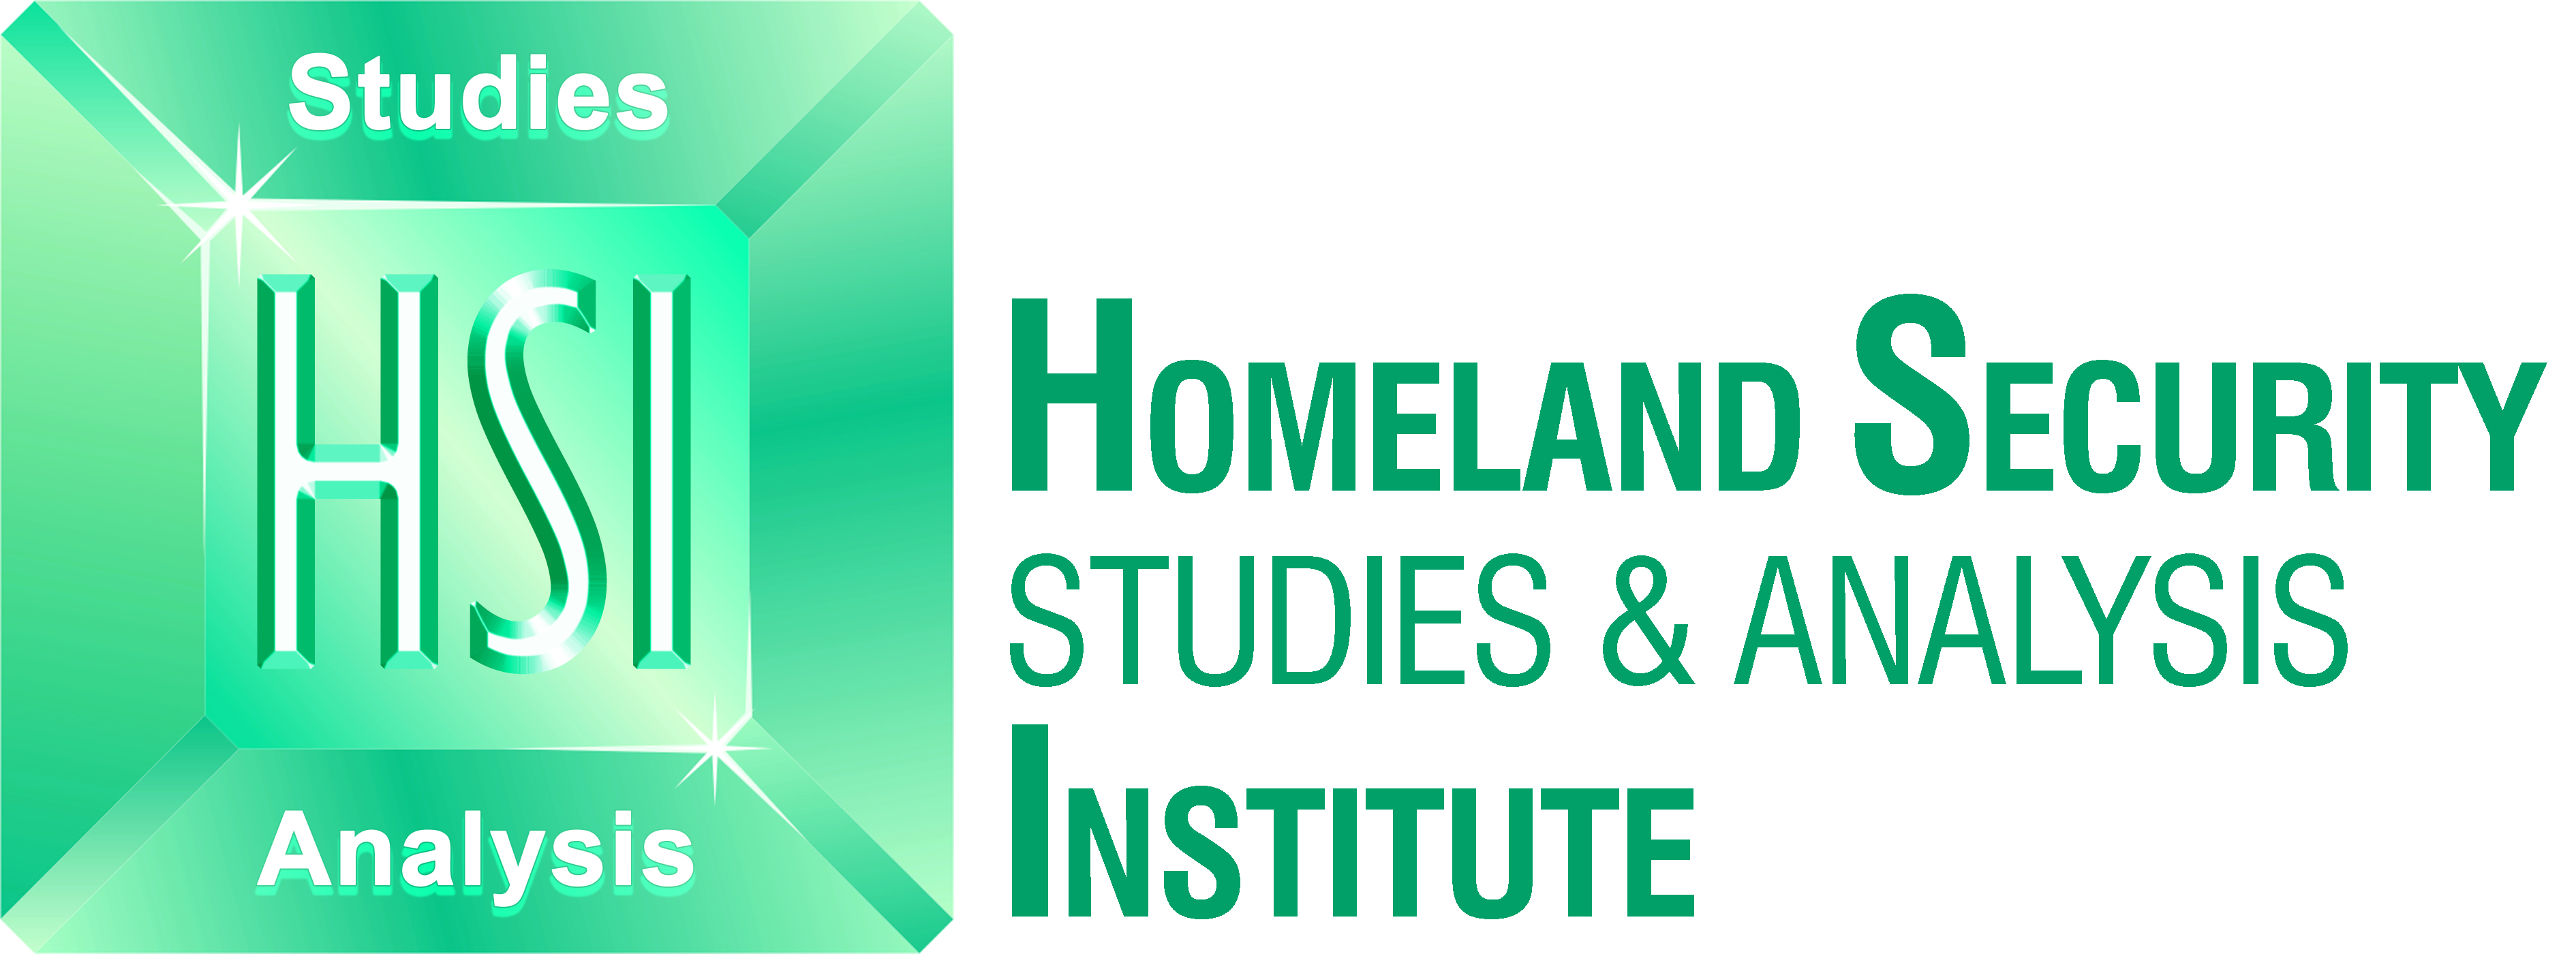 Studies
HSI
Analysis
HOMELAND SECURITY
STUDIES & ANALYSIS
INSTITUTE